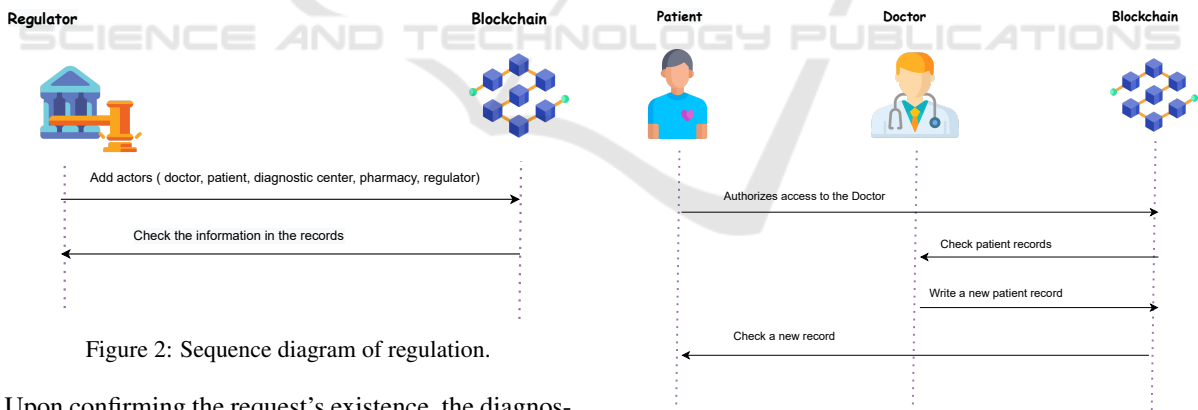 Regulator
Blockchain
SCIENCE AND TECHNOLOGY PUBLICATIONS
Add actors ( doctor, patient, diagnostic center, pharmacy, regulator)
Check the information in the records
Figure 2: Sequence diagram of regulation.
Upon confirming the request's existence, the diagnos-
Patient
Doctor
Blockchain
Authorizes access to the Doctor
Check patient records
Write a new patient record
Check a new record